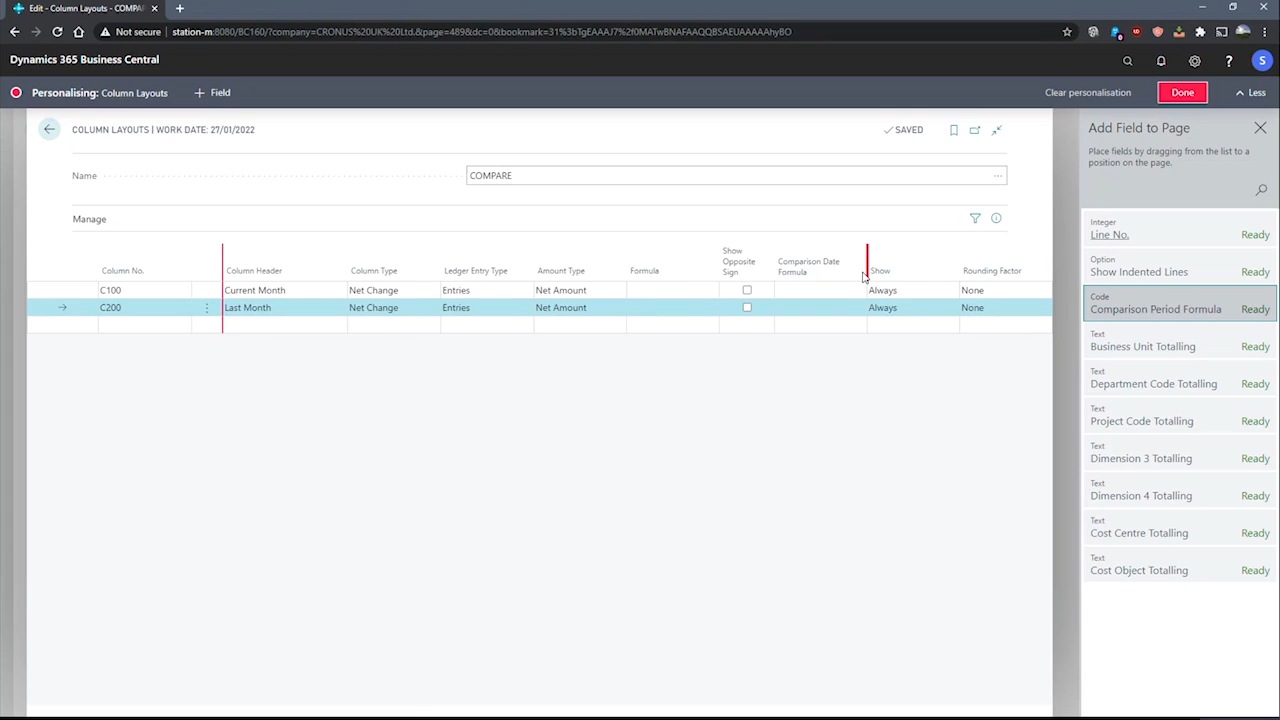 Edit - Column Layouts - COMPAR
Not secure
station-m:8080/BC160/?company=CRONUS%20UK%20Ltd.&page=489&dc=0&bookmark=31%3bTgEAAAJ7%2f0MATwBNAFAAQQBSAEUAAAAAhyBO
Dynamics 365 Business Central
S
Personalising: Column Layouts
+ Field
Clear personalisation
Done
Less
COLUMN LAYOUTS | WORK DATE: 27/01/2022
SAVED
Name
COMPARE
Manage
Column No.
Column Header
Column Type
Ledger Entry Type
Amount Type
Formula
Show
Opposite
Sign
Comparison Date
Formula
Show
Rounding Factor
C100 Current Month Net Change Entries Net Amount Always None
C200 Last Month Net Change Entries Net Amount Always None
Add Field to Page
Place fields by dragging from the list to a
position on the page.
Integer
Line No. Ready
Option
Show Indented Lines Ready
Code
Comparison Period Formula Ready
Text
Business Unit Totalling Ready
Text
Department Code Totalling Ready
Text
Project Code Totalling Ready
Text
Dimension 3 Totalling Ready
Text
Dimension 4 Totalling Ready
Text
Cost Centre Totalling Ready
Text
Cost Object Totalling Ready